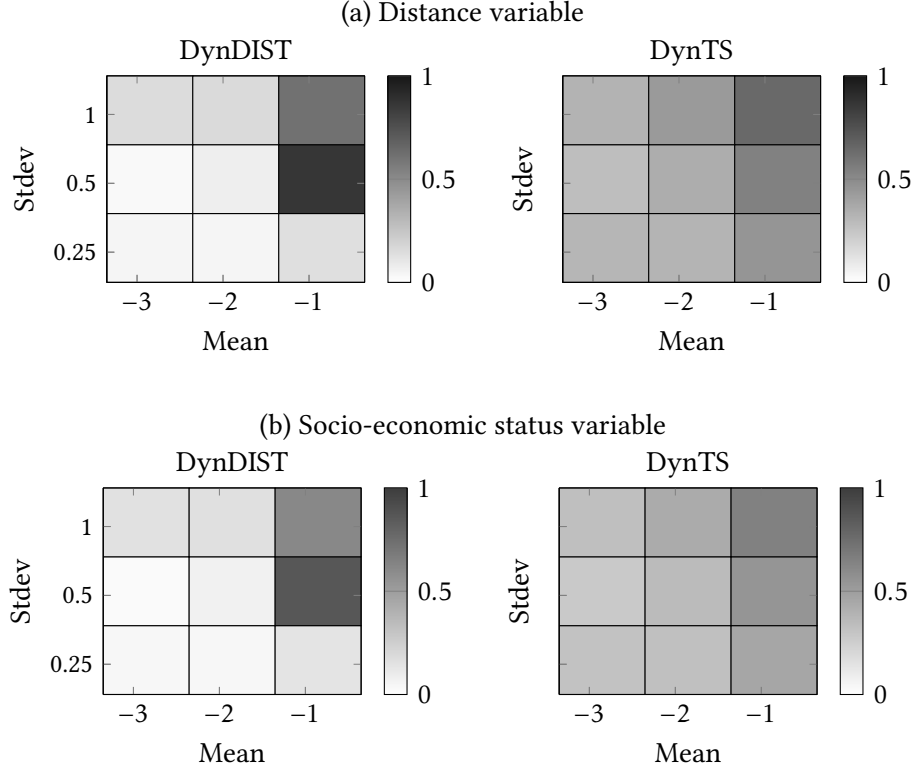 (a) Distance variable
DynDIST
DynTS
1
0.5
0.25
Stdev
−3 −2 −1
Mean
1
0.5
0
Stdev
−3 −2 −1
Mean
1
0.5
0
(b) Socio-economic status variable
DynDIST
DynTS
1
0.5
0.25
Stdev
−3 −2 −1
Mean
1
0.5
0
Stdev
−3 −2 −1
Mean
1
0.5
0